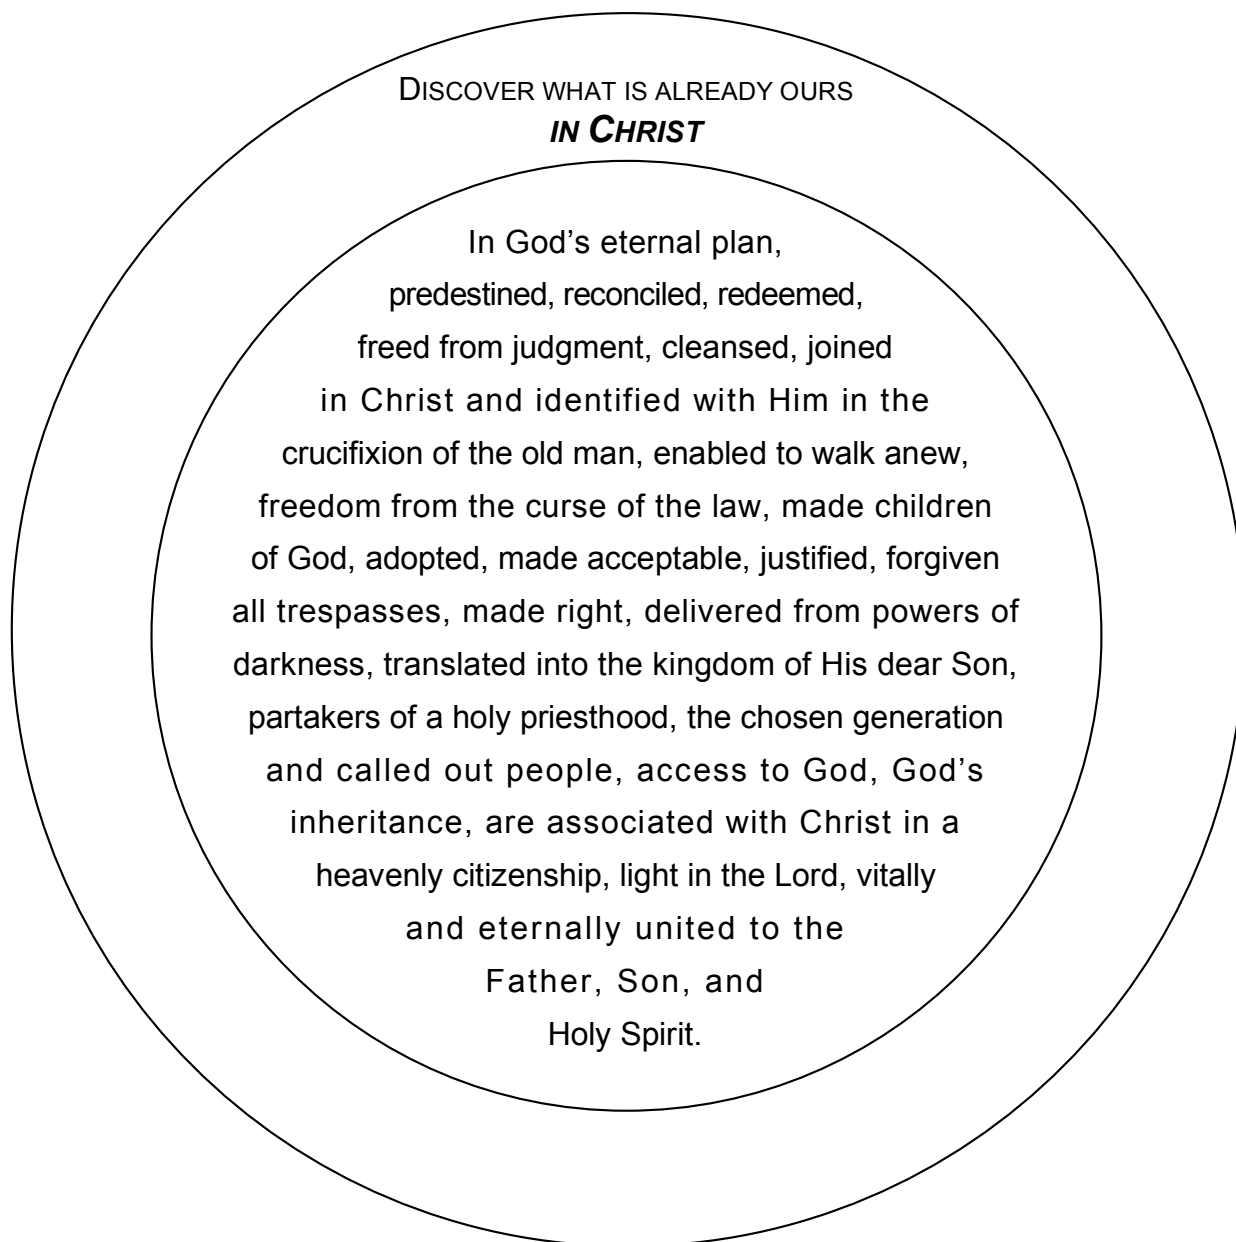 DISCOVER WHAT IS ALREADY OURS
IN CHRIST
In God’s eternal plan,
predestined, reconciled, redeemed,
freed from judgment, cleansed, joined
in Christ and identified with Him in the
crucifixion of the old man, enabled to walk anew,
freedom from the curse of the law, made children
of God, adopted, made acceptable, justified, forgiven
all trespasses, made right, delivered from powers of
darkness, translated into the kingdom of His dear Son,
partakers of a holy priesthood, the chosen generation
and called out people, access to God, God’s
inheritance, are associated with Christ in a
heavenly citizenship, light in the Lord, vitally
and eternally united to the
Father, Son, and
Holy Spirit.